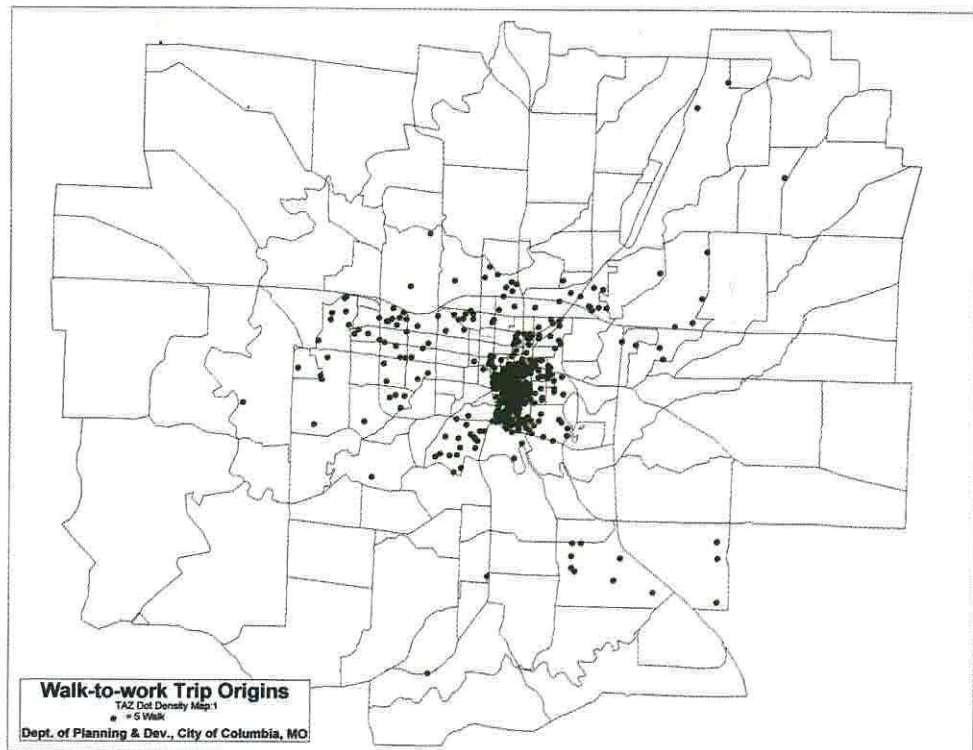 Walk-to-work Trip Origins
TAZ Dot Density Map:1
= 5 Walk
Dept. of Planning & Dev., City of Columbia, MO